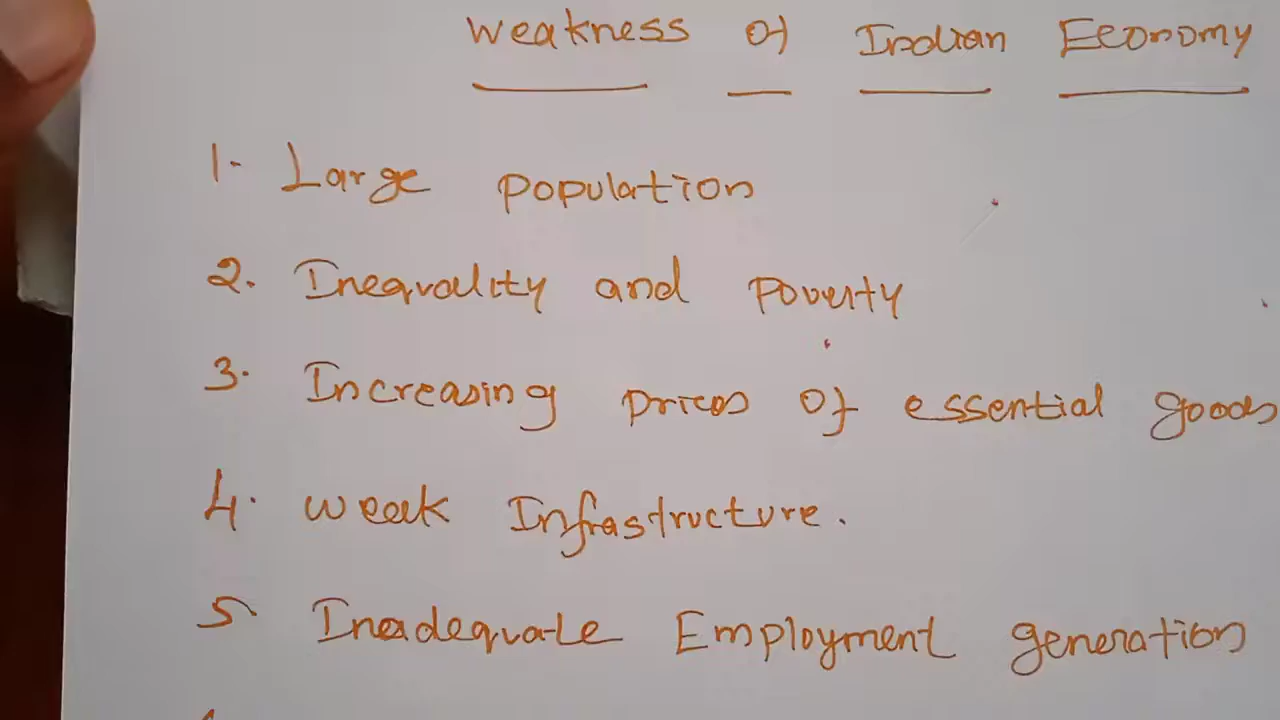 Weakness of Indian Economy
1. Large population
2. Inequality and Poverty
3. Increasing prices of essential goods
4. Weak Infrastructure.
5 Inadequate Employment generation